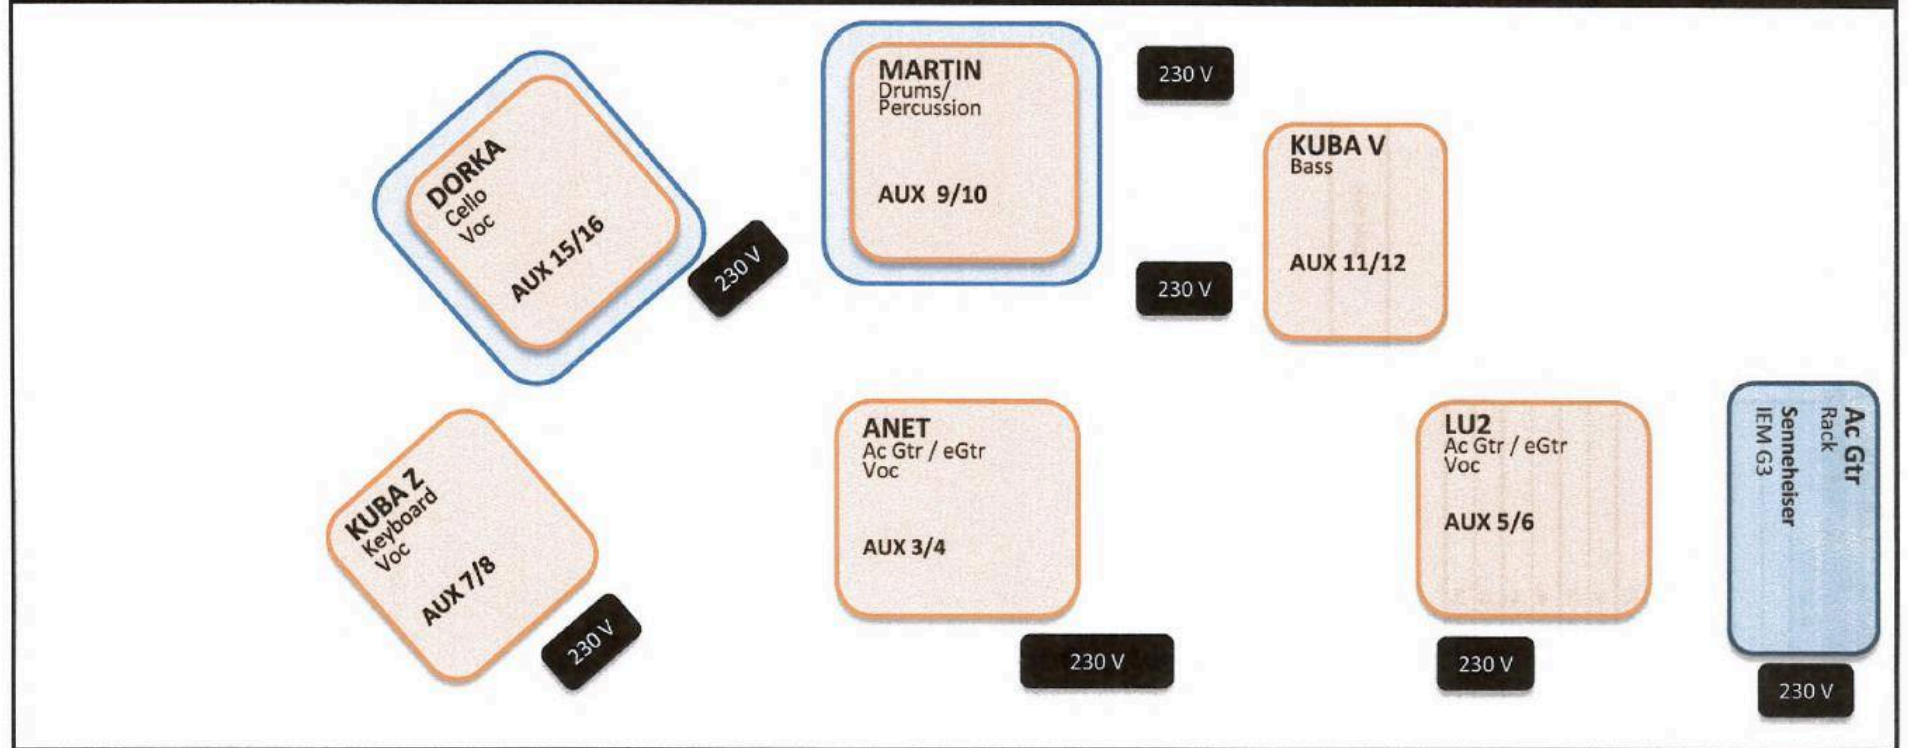 MARTIN
Drums/
Percussion
AUX 9/10
230 V
230 V
KUBA V
Bass
AUX 11/12
DORKA
Cello
Voc
AUX 15/16
230 V
KUBA Z
Keyboard
Voc
AUX 7/8
230 V
ANET
Ac Gtr / eGtr
Voc
AUX 3/4
230 V
LU2
Ac Gtr / eGtr
Voc
AUX 5/6
230 V
Ac Gtr
Rack
Senneheiser
IEM G3
230 V